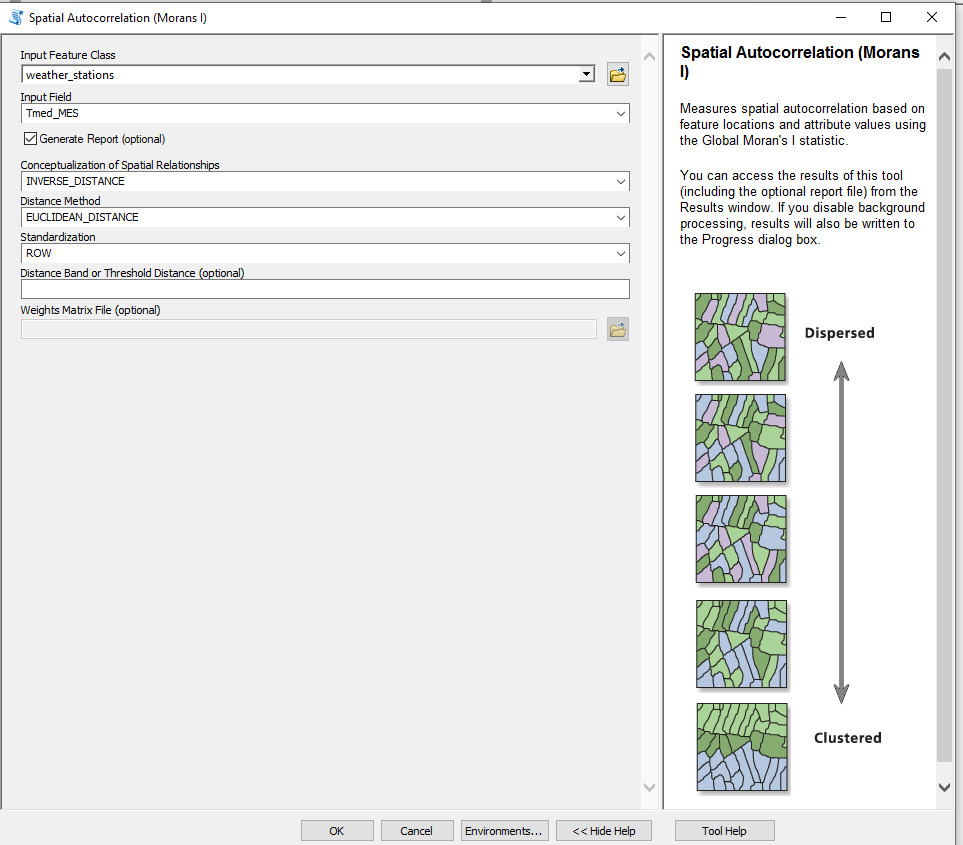 Spatial Autocorrelation (Morans I)
Input Feature Class
weather_stations
Input Field
Tmed_MES
Generate Report (optional)
Conceptualization of Spatial Relationships
INVERSE_DISTANCE
Distance Method
EUCLIDEAN_DISTANCE
Standardization
ROW
Distance Band or Threshold Distance (optional)
Weights Matrix File (optional)
Spatial Autocorrelation (Morans
I)
Measures spatial autocorrelation based on
feature locations and attribute values using
the Global Moran's I statistic.
You can access the results of this tool
(including the optional report file) from the
Results window. If you disable background
processing, results will also be written to
the Progress dialog box.
Dispersed
Clustered
OK
Cancel
Environments...
<< Hide Help
Tool Help